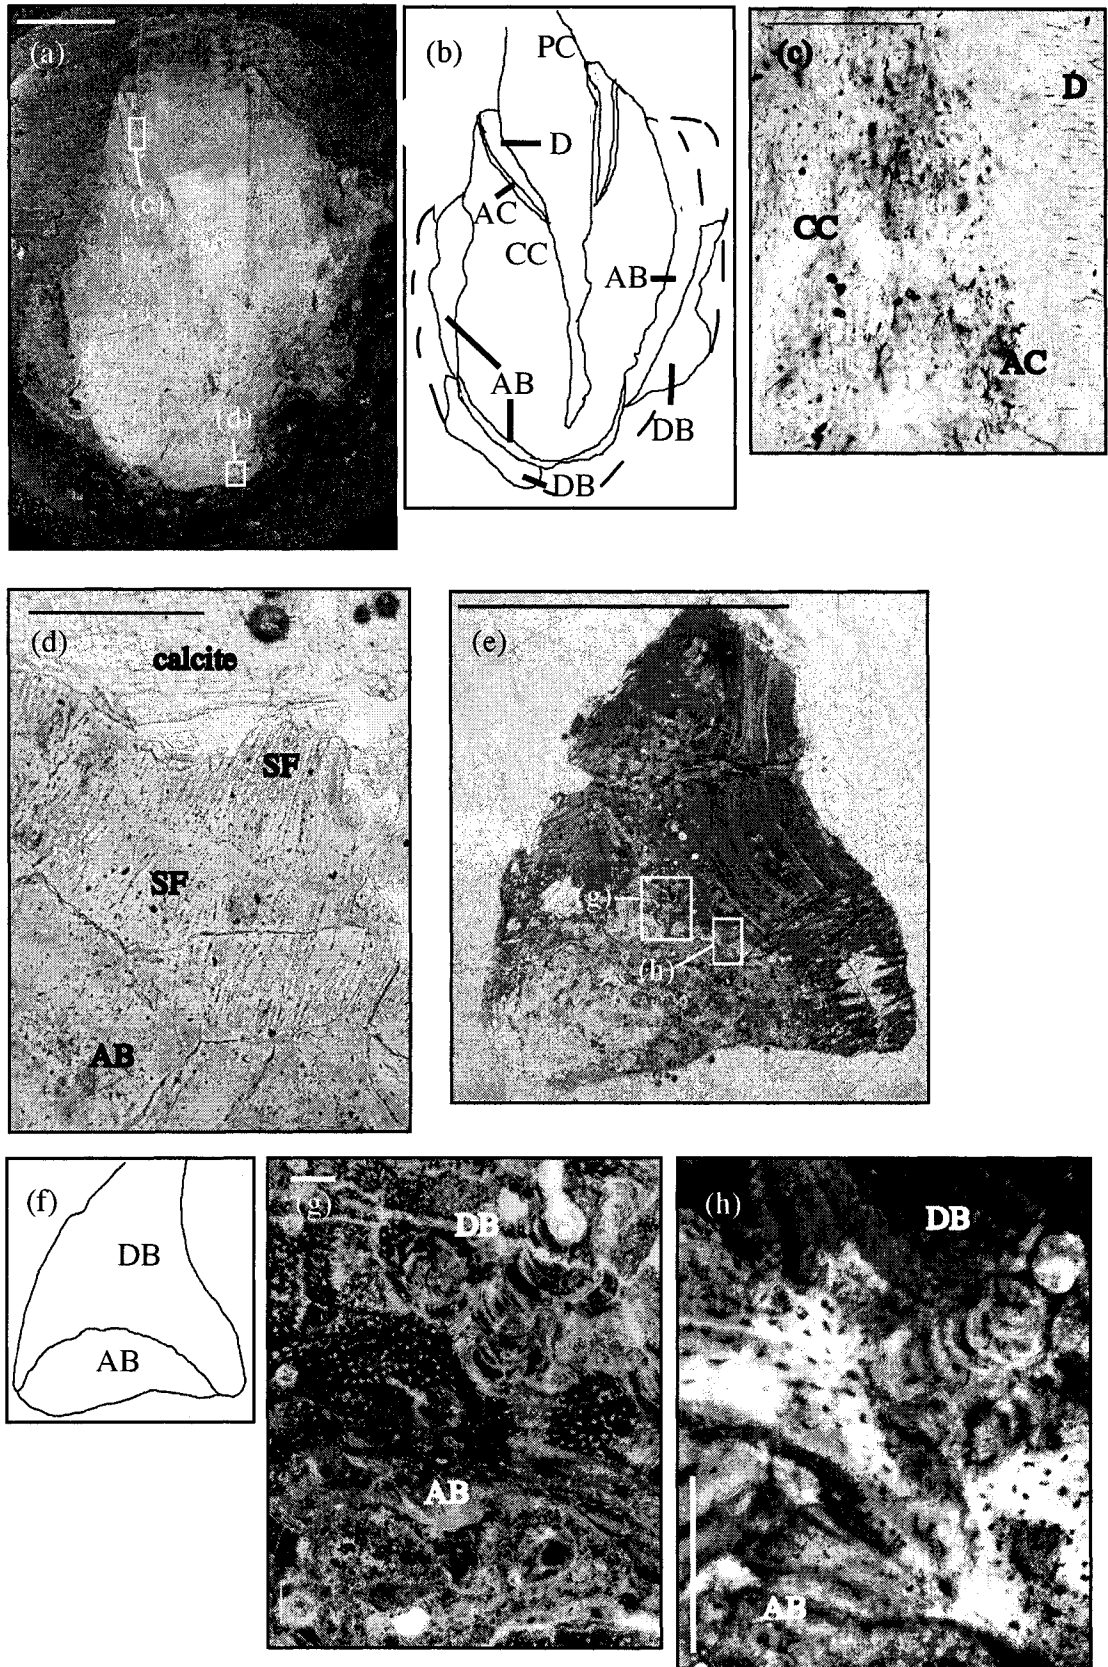 (a)
(c)
(d)
(b)
PC
D
AC
CC
AB
AB
DB
DB
(c)
D
CC
AC
(d)
calcite
SF
SF
AB
(e)
(g)
(h)
(f)
DB
AB
(g)
DB
AB
(h)
DB
AB